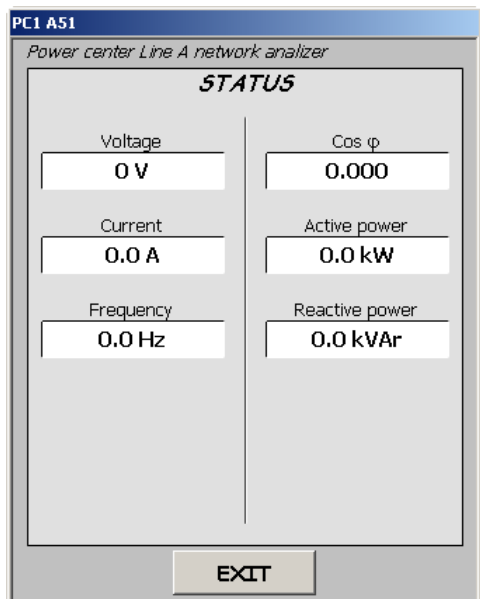 PC1 A51
Power center Line A network analizer
STATUS
Voltage
0 V
Current
0.0 A
Frequency
0.0 Hz
Cos φ
0.000
Active power
0.0 kW
Reactive power
0.0 kVAr
EXIT